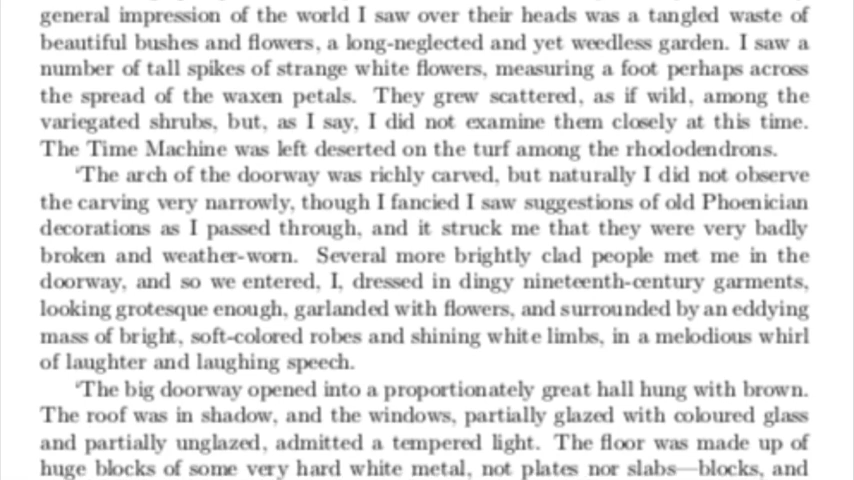 general impression of the world I saw over their heads was a tangled waste of
beautiful bushes and flowers, a long-neglected and yet weedless garden. I saw a
number of tall spikes of strange white flowers, measuring a foot perhaps across
the spread of the waxen petals. They grew scattered, as if wild, among the
variegated shrubs, but, as I say, I did not examine them closely at this time.
The Time Machine was left deserted on the turf among the rhododendrons.
‘The arch of the doorway was richly carved, but naturally I did not observe
the carving very narrowly, though I fancied I saw suggestions of old Phoenician
decorations as I passed through, and it struck me that they were very badly
broken and weather-worn. Several more brightly clad people met me in the
doorway, and so we entered, I, dressed in dingy nineteenth-century garments,
looking grotesque enough, garlanded with flowers, and surrounded by an eddying
mass of bright, soft-colored robes and shining white limbs, in a melodious whirl
of laughter and laughing speech.
‘The big doorway opened into a proportionately great hall hung with brown.
The roof was in shadow, and the windows, partially glazed with coloured glass
and partially unglazed, admitted a tempered light. The floor was made up of
huge blocks of some very hard white metal, not plates nor slabs—blocks, and